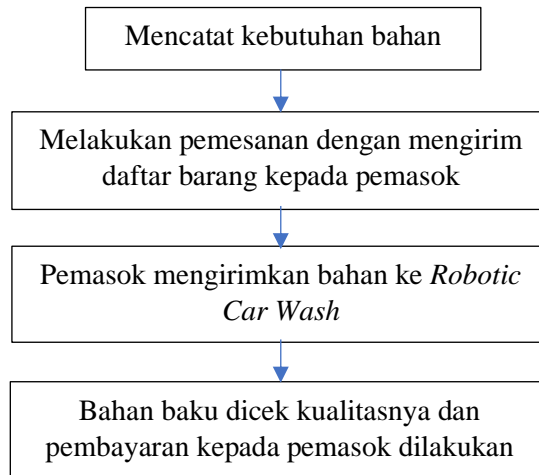 Mencatat kebutuhan bahan
Melakukan pemesanan dengan mengirim
daftar barang kepada pemasok
Pemasok mengirimkan bahan ke Robotic
Car Wash
Bahan baku dicek kualitasnya dan
pembayaran kepada pemasok dilakukan